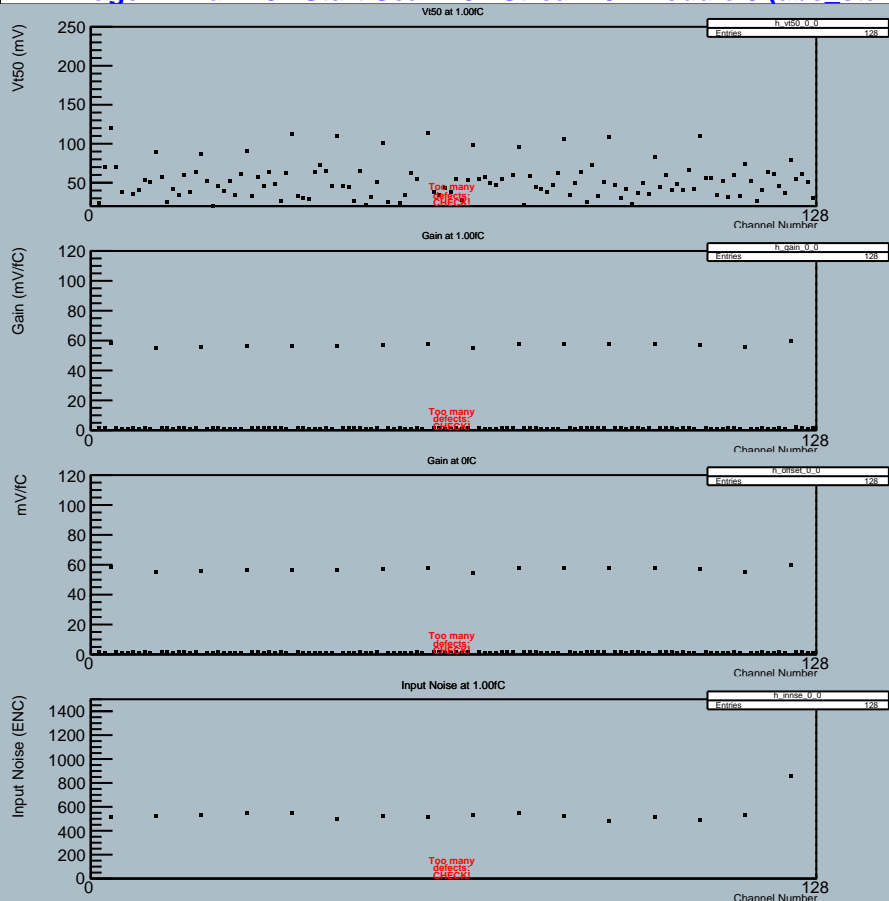 Vt50 at 1.00fC
h_vt50_0_0
Entries 128
Vt50 (mV)
250
200
150
100
50
Too many
defects:
CHECK!
0
128
Channel Number
Gain at 1.00fC
h_gain_0_0
Entries 128
Gain (mV/fC)
120
100
80
60
40
20
0
Too many
defects:
CHECK!
0
128
Channel Number
Gain at 0fC
h_offset_0_0
Entries 128
mV/fC
120
100
80
60
40
20
0
Too many
defects:
CHECK!
0
128
Channel Number
Input Noise at 1.00fC
h_innse_0_0
Entries 128
Input Noise (ENC)
1400
1200
1000
800
600
400
200
0
Too many
defects:
CHECK!
0
128
Channel Number